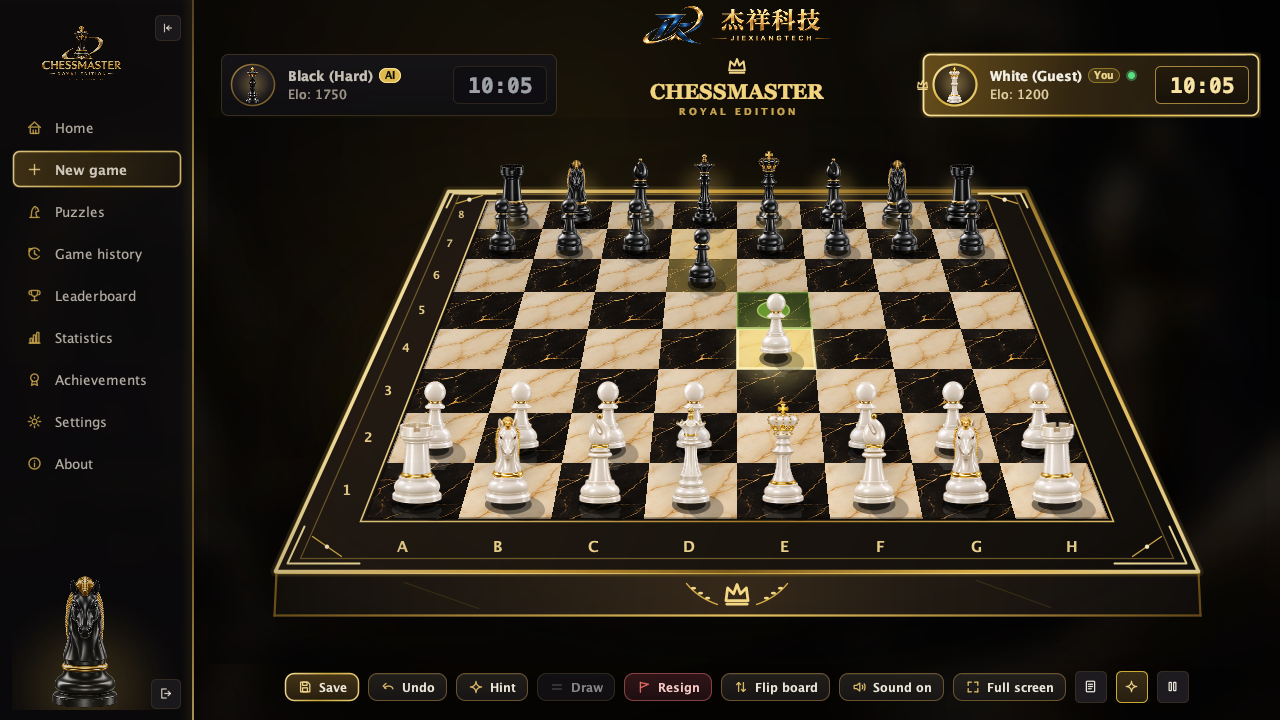 CHESSMASTER
ROYAL EDITION
Home
New game
Puzzles
Game history
Leaderboard
Statistics
Achievements
Settings
About
杰祥科技
JIEXIANGTECH
Black (Hard) AI
Elo: 1750
10:05
CHESSMASTER
ROYAL EDITION
White (Guest) You
Elo: 1200
10:05
8
7
6
5
4
3
2
1
A B C D E F G H
Save Undo Hint Draw Resign Flip board Sound on Full screen